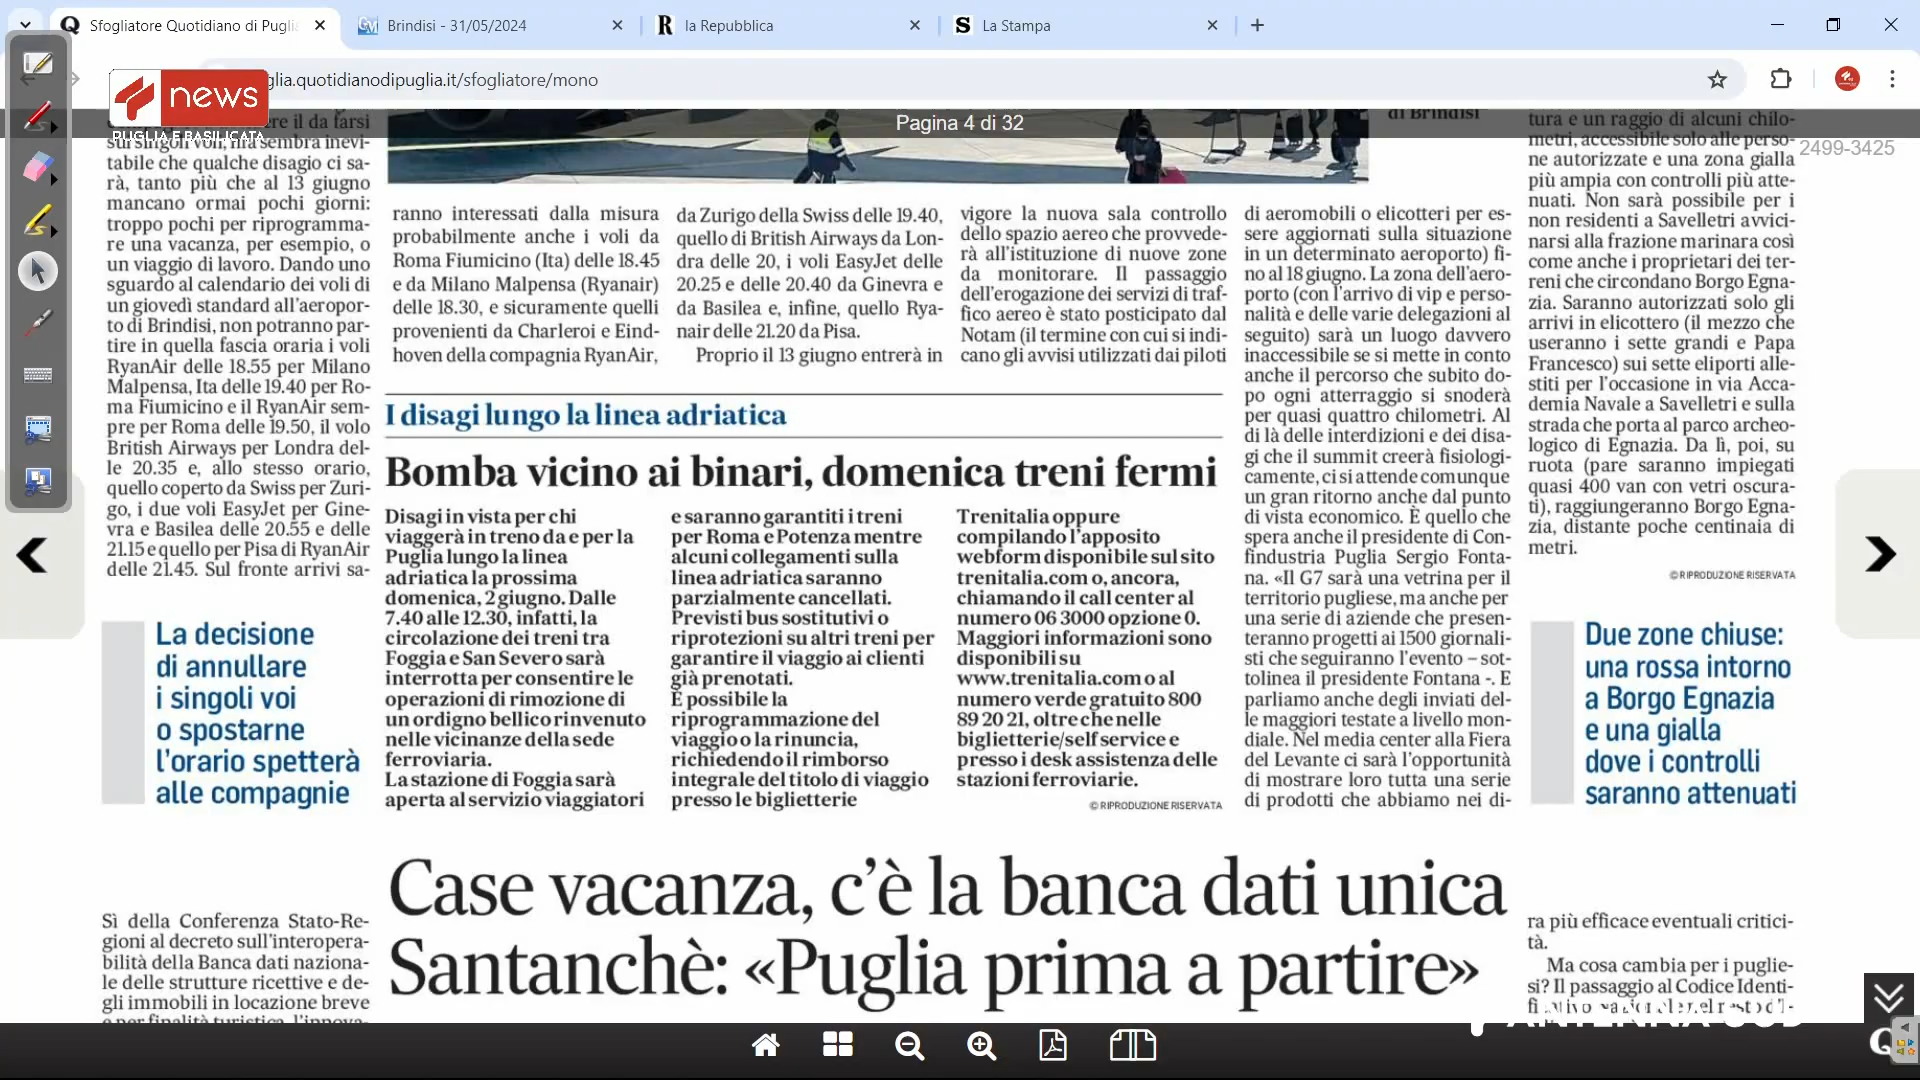 Sfogliatore Quotidiano di Puglia
Brindisi - 31/05/2024
la Repubblica
La Stampa
glia.quotidianodipuglia.it/sfogliatore/mono
news
PUGLIA E BASILICATA
Pagina 4 di 32
2499-3425
di Brindisi
re il da farsi
sui singoli voli, ma sembra inevi-
tabile che qualche disagio ci sa-
rà, tanto più che al 13 giugno
mancano ormai pochi giorni:
troppo pochi per riprogramma-
re una vacanza, per esempio, o
un viaggio di lavoro. Dando uno
sguardo al calendario dei voli di
un giovedì standard all'aeropor-
to di Brindisi, non potranno par-
tire in quella fascia oraria i voli
RyanAir delle 18.55 per Milano
Malpensa, Ita delle 19.40 per Ro-
ma Fiumicino e il RyanAir sem-
pre per Roma delle 19.50, il volo
British Airways per Londra del-
le 20.35 e, allo stesso orario,
quello coperto da Swiss per Zuri-
go, i due voli EasyJet per Gine-
vra e Basilea delle 20.55 e delle
21.15 e quello per Pisa di RyanAir
delle 21.45. Sul fronte arrivi sa-
ranno interessati dalla misura
probabilmente anche i voli da
Roma Fiumicino (Ita) delle 18.45
e da Milano Malpensa (Ryanair)
delle 18.30, e sicuramente quelli
provenienti da Charleroi e Eind-
hoven della compagnia RyanAir,
da Zurigo della Swiss delle 19.40,
quello di British Airways da Lon-
dra delle 20, i voli EasyJet delle
20.25 e delle 20.40 da Ginevra e
da Basilea e, infine, quello Rya-
nair delle 21.20 da Pisa.
Proprio il 13 giugno entrerà in
vigore la nuova sala controllo
dello spazio aereo che provvede-
rà all'istituzione di nuove zone
da monitorare. Il passaggio
dell'erogazione dei servizi di traf-
fico aereo è stato posticipato dal
Notam (il termine con cui si indi-
cano gli avvisi utilizzati dai piloti
di aeromobili o elicotteri per es-
sere aggiornati sulla situazione
in un determinato aeroporto) fi-
no al 18 giugno. La zona dell'aero-
porto (con l'arrivo di vip e perso-
nalità e delle varie delegazioni al
seguito) sarà un luogo davvero
inaccessibile se si mette in conto
anche il percorso che subito do-
po ogni atterraggio si snoderà
per quasi quattro chilometri. Al
di là delle interdizioni e dei disa-
gi che il summit creerà fisiologi-
camente, ci si attende comunque
un gran ritorno anche dal punto
di vista economico. È quello che
spera anche il presidente di Con-
findustria Puglia Sergio Fonta-
na. «Il G7 sarà una vetrina per il
territorio pugliese, ma anche per
una serie di aziende che presen-
teranno progetti ai 1500 giornali-
sti che seguiranno l'evento – sot-
tolinea il presidente Fontana -. E
parliamo anche degli inviati del-
le maggiori testate a livello mon-
diale. Nel media center alla Fiera
del Levante ci sarà l'opportunità
di mostrare loro tutta una serie
di prodotti che abbiamo nei di-
tura e un raggio di alcuni chilo-
metri, accessibile solo alle perso-
ne autorizzate e una zona gialla
più ampia con controlli più atte-
nuati. Non sarà possibile per i
non residenti a Savelletri avvici-
narsi alla frazione marinara così
come anche i proprietari dei ter-
reni che circondano Borgo Egna-
zia. Saranno autorizzati solo gli
arrivi in elicottero (il mezzo che
useranno i sette grandi e Papa
Francesco) sui sette eliporti alle-
stiti per l'occasione in via Acca-
demia Navale a Savelletri e sulla
strada che porta al parco archeo-
logico di Egnazia. Da lì, poi, su
ruota (pare saranno impiegati
quasi 400 van con vetri oscura-
ti), raggiungeranno Borgo Egna-
zia, distante poche centinaia di
metri.
© RIPRODUZIONE RISERVATA
I disagi lungo la linea adriatica
Bomba vicino ai binari, domenica treni fermi
Disagi in vista per chi
viaggerà in treno da e per la
Puglia lungo la linea
adriatica la prossima
domenica, 2 giugno. Dalle
7.40 alle 12.30, infatti, la
circolazione dei treni tra
Foggia e San Severo sarà
interrotta per consentire le
operazioni di rimozione di
un ordigno bellico rinvenuto
nelle vicinanze della sede
ferroviaria.
La stazione di Foggia sarà
aperta al servizio viaggiatori
e saranno garantiti i treni
per Roma e Potenza mentre
alcuni collegamenti sulla
linea adriatica saranno
parzialmente cancellati.
Previsti bus sostitutivi o
riprotezioni su altri treni per
garantire il viaggio ai clienti
già prenotati.
È possibile la
riprogrammazione del
viaggio o la rinuncia,
richiedendo il rimborso
integrale del titolo di viaggio
presso le biglietterie
Trenitalia oppure
compilando l'apposito
webform disponibile sul sito
trenitalia.com o, ancora,
chiamando il call center al
numero 06 3000 opzione 0.
Maggiori informazioni sono
disponibili su
www.trenitalia.com o al
numero verde gratuito 800
89 20 21, oltre che nelle
biglietterie/self service e
presso i desk assistenza delle
stazioni ferroviarie.
© RIPRODUZIONE RISERVATA
La decisione
di annullare
i singoli voi
o spostarne
l'orario spetterà
alle compagnie
Due zone chiuse:
una rossa intorno
a Borgo Egnazia
e una gialla
dove i controlli
saranno attenuati
Case vacanza, c'è la banca dati unica
Santanchè: «Puglia prima a partire»
Sì della Conferenza Stato-Re-
gioni al decreto sull'interopera-
bilità della Banca dati naziona-
le delle strutture ricettive e de-
gli immobili in locazione breve
e per finalità turistica, l'innova-
ra più efficace eventuali critici-
tà.
Ma cosa cambia per i puglie-
si? Il passaggio al Codice Identi-
ANTENNA SUD